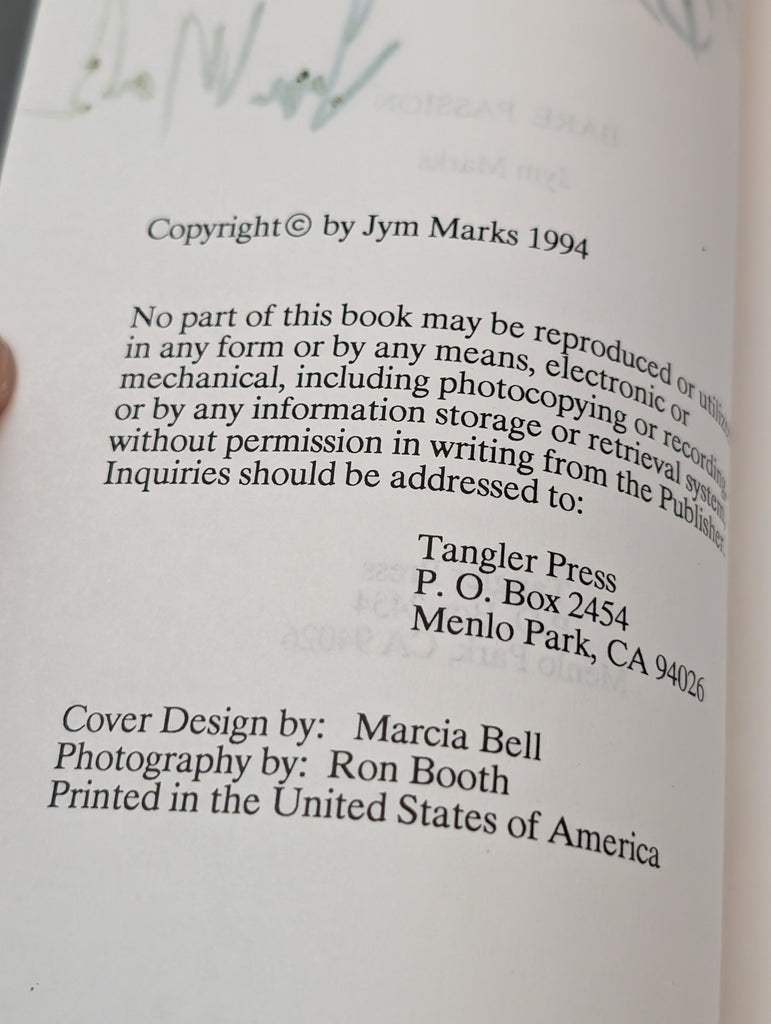 Copyright© by Jym Marks 1994
No part of this book may be reproduced or utilize
in any form or by any means, electronic or
mechanical, including photocopying or recording
or by any information storage or retrieval system,
without permission in writing from the Publisher.
Inquiries should be addressed to:
Tangler Press
P. O. Box 2454
Menlo Park, CA 94026
Cover Design by: Marcia Bell
Photography by: Ron Booth
Printed in the United States of America